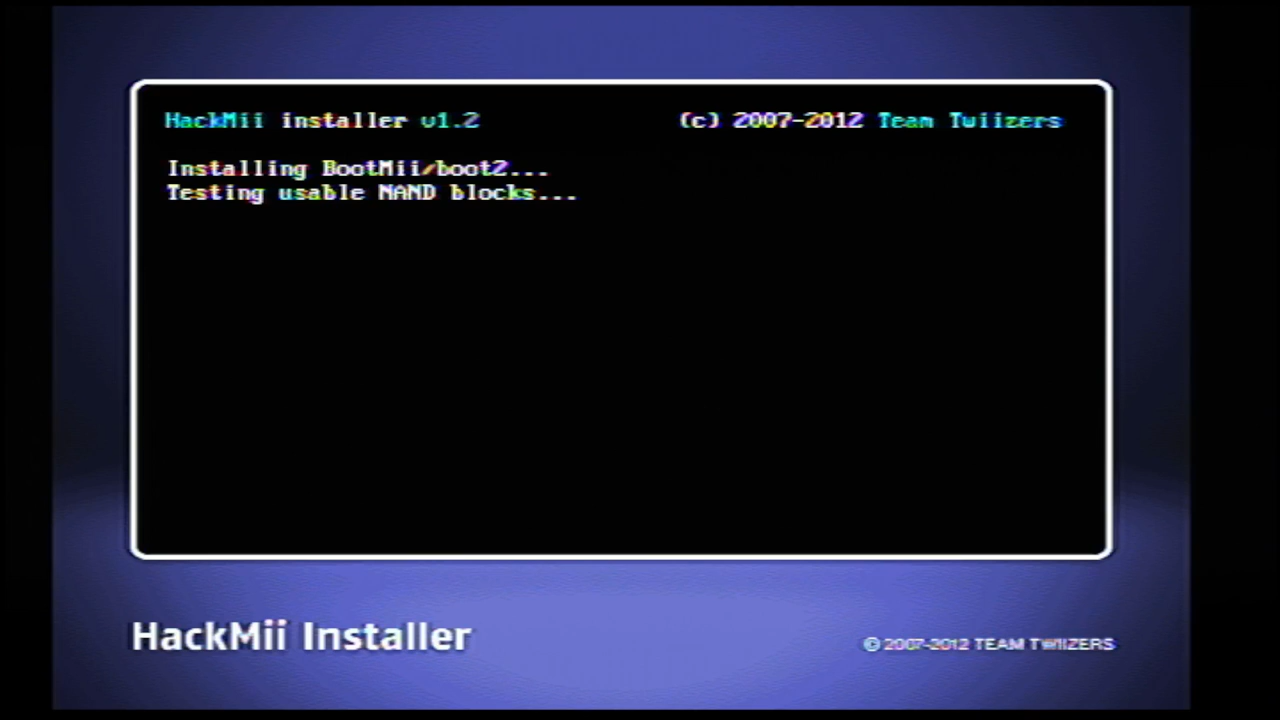 HackMii installer v1.2 (c) 2007-2012 Team Twiizers
Installing BootMii/boot2...
Testing usable NAND blocks...
HackMii Installer
© 2007-2012 TEAM TWIIZERS